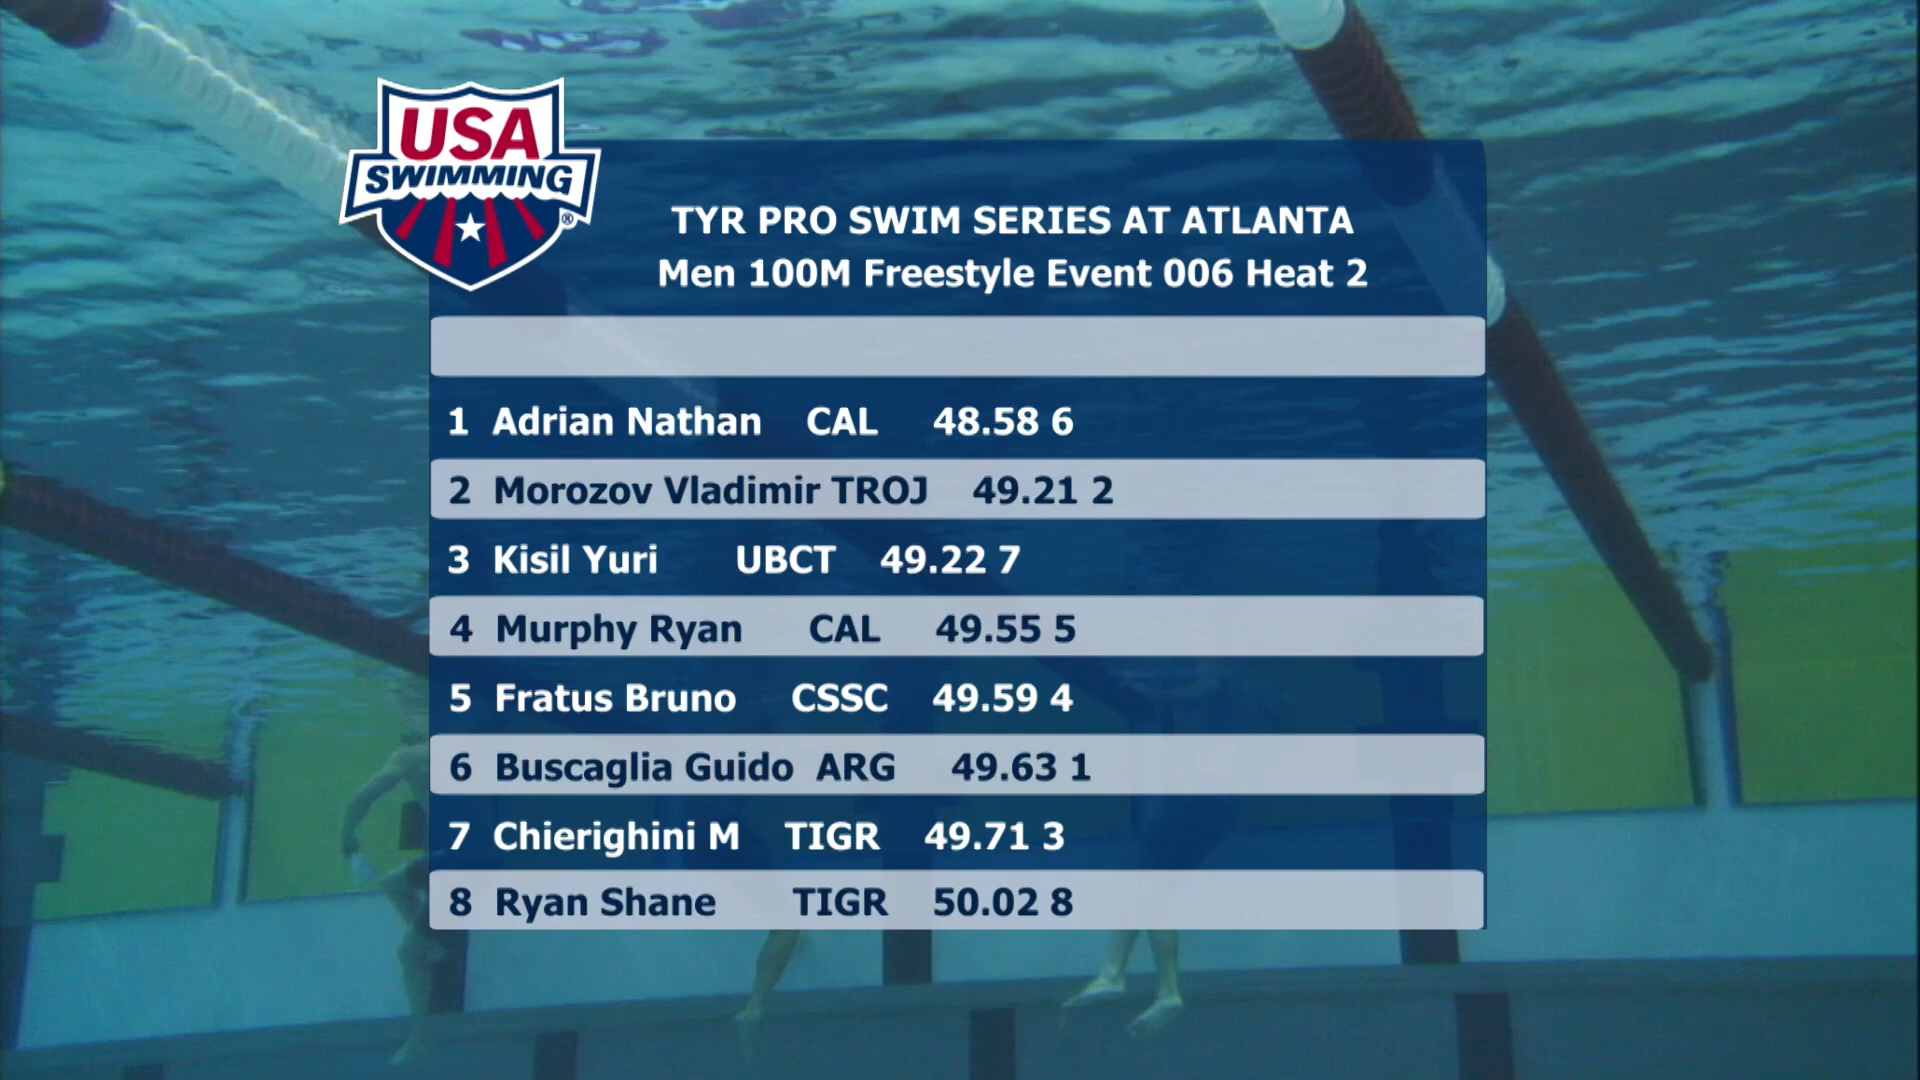 USA
SWIMMING®
TYR PRO SWIM SERIES AT ATLANTA
Men 100M Freestyle Event 006 Heat 2
1 Adrian Nathan CAL 48.58 6
2 Morozov Vladimir TROJ 49.21 2
3 Kisil Yuri UBCT 49.22 7
4 Murphy Ryan CAL 49.55 5
5 Fratus Bruno CSSC 49.59 4
6 Buscaglia Guido ARG 49.63 1
7 Chierighini M TIGR 49.71 3
8 Ryan Shane TIGR 50.02 8